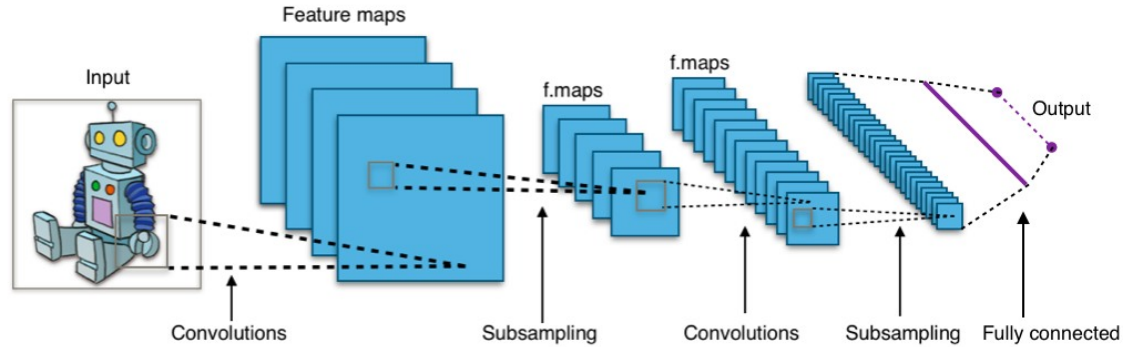 Feature maps
Input
f.maps
f.maps
Output
Convolutions
Subsampling
Convolutions
Subsampling
Fully connected